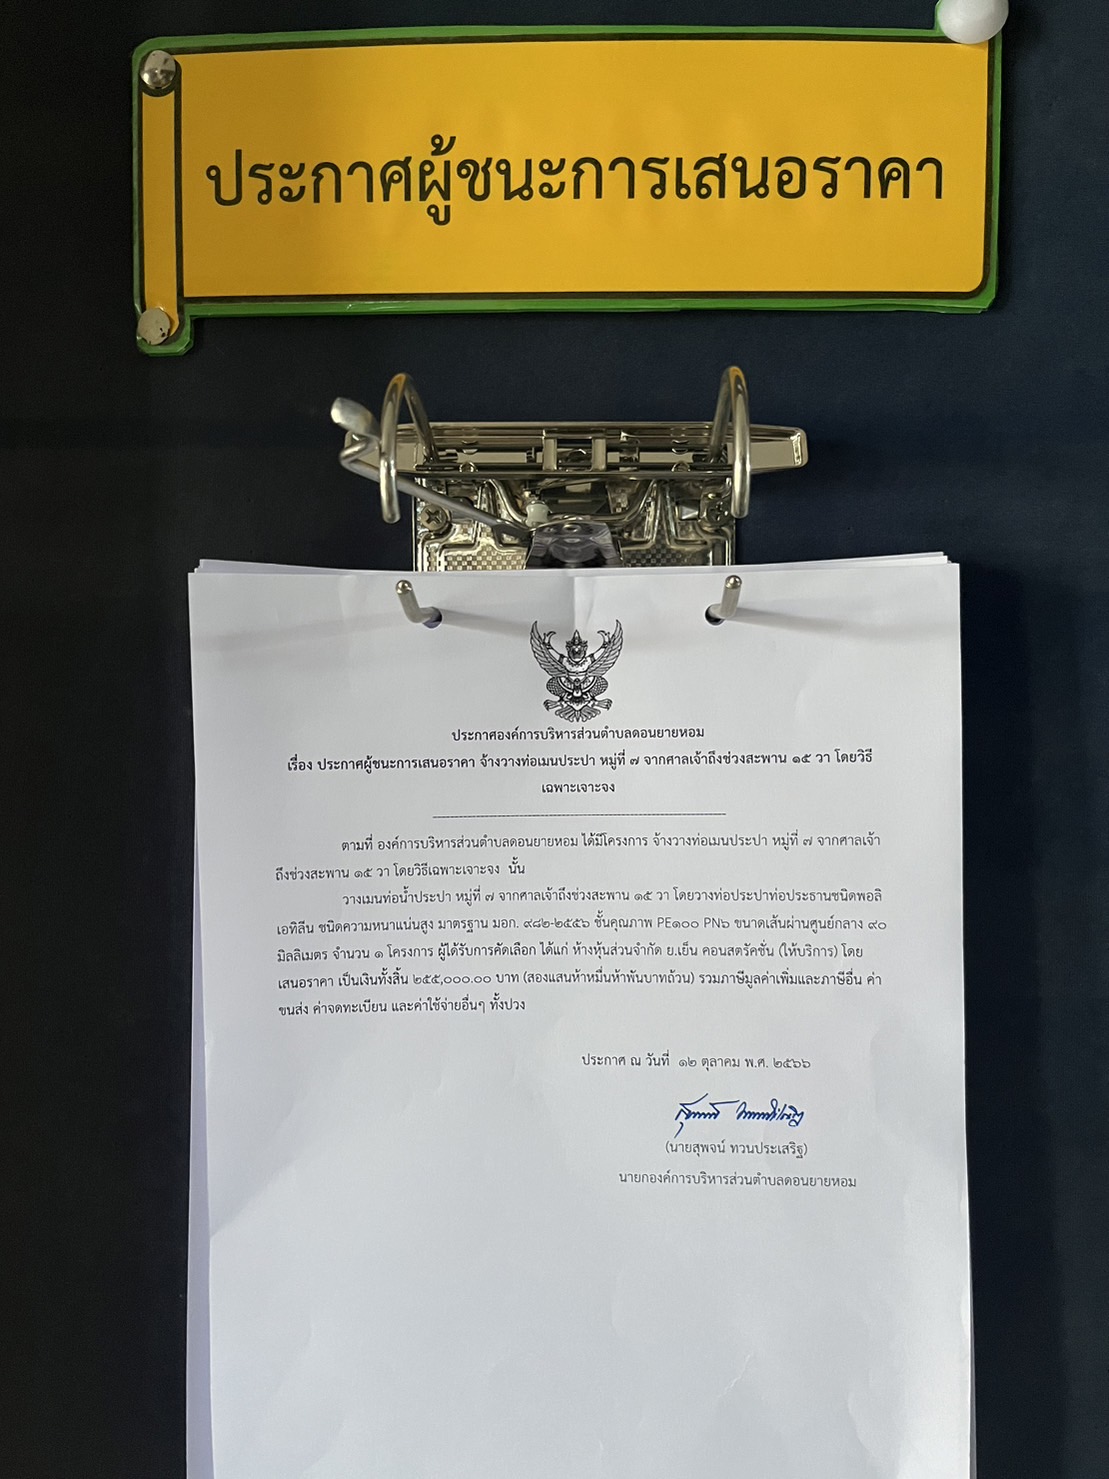 ประกาศผู้ชนะการเสนอราคา
ประกาศองค์การบริหารส่วนตำบลดอนยายหอม
เรื่อง ประกาศผู้ชนะการเสนอราคา จ้างวางท่อเมนประปา หมู่ที่ ๗ จากศาลเจ้าถึงช่วงสะพาน ๑๕ วา โดยวิธี
เฉพาะเจาะจง
ตามที่ องค์การบริหารส่วนตำบลดอนยายหอม ได้มีโครงการ จ้างวางท่อเมนประปา หมู่ที่ ๗ จากศาลเจ้า
ถึงช่วงสะพาน ๑๕ วา โดยวิธีเฉพาะเจาะจง นั้น
วางเมนท่อน้ำประปา หมู่ที่ ๗ จากศาลเจ้าถึงช่วงสะพาน ๑๕ วา โดยวางท่อประปาท่อประธานชนิดพอลิ
เอทิลีน ชนิดความหนาแน่นสูง มาตรฐาน มอก. ๙๘๒-๒๕๕๖ ชั้นคุณภาพ PE๑๐๐ PN๖ ขนาดเส้นผ่านศูนย์กลาง ๙๐
มิลลิเมตร จำนวน ๑ โครงการ ผู้ได้รับการคัดเลือก ได้แก่ ห้างหุ้นส่วนจำกัด ย.เย็น คอนสตรัคชั่น (ให้บริการ) โดย
เสนอราคา เป็นเงินทั้งสิ้น ๒๕๕,๐๐๐.๐๐ บาท (สองแสนห้าหมื่นห้าพันบาทถ้วน) รวมภาษีมูลค่าเพิ่มและภาษีอื่น ค่า
ขนส่ง ค่าจดทะเบียน และค่าใช้จ่ายอื่นๆ ทั้งปวง
ประกาศ ณ วันที่ ๑๒ ตุลาคม พ.ศ. ๒๕๖๖
(นายสุพจน์ ทวนประเสริฐ)
นายกองค์การบริหารส่วนตำบลดอนยายหอม